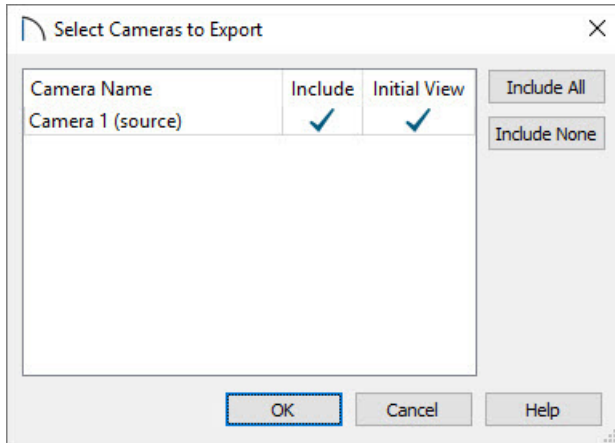 Select Cameras to Export
Camera Name Include Initial View
Camera 1 (source)
Include All
Include None
OK Cancel Help